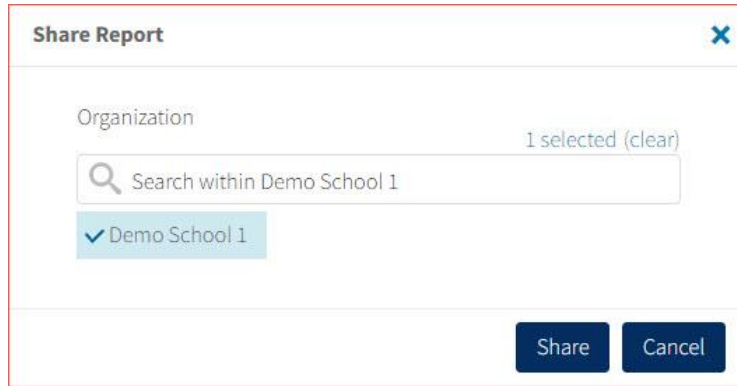 Share Report
Organization
1 selected (clear)
Search within Demo School 1
Demo School 1
Share Cancel